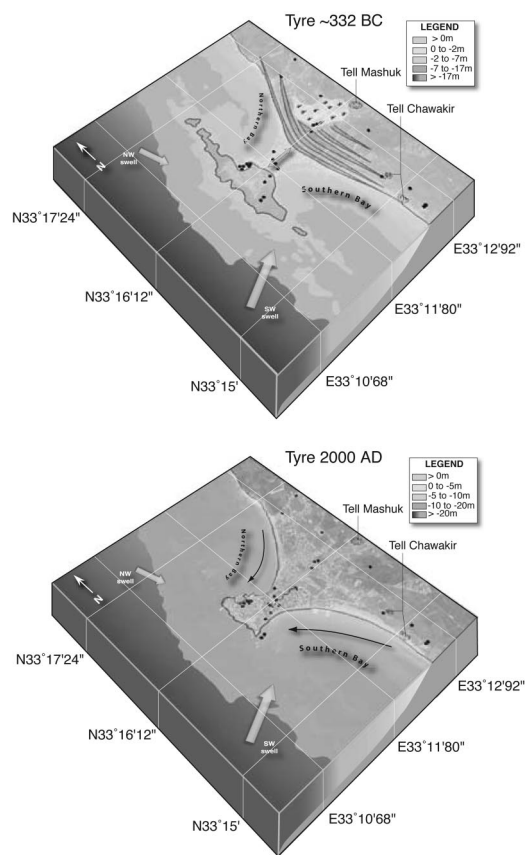 Tyre ~332 BC
LEGEND
> 0m
0 to -2m
-2 to -7m
-7 to -17m
> -17m
Tell Mashuk
Tell Chawakir
Northern Bay
Southern Bay
NW
swell
N
SW
swell
N33°17'24"
N33°16'12"
N33°15'
E33°12'92"
E33°11'80"
E33°10'68"
Tyre 2000 AD
LEGEND
> 0m
0 to -5m
-5 to -10m
-10 to -20m
> -20m
Tell Mashuk
Tell Chawakir
Northern Bay
Southern Bay
NW
swell
N
SW
swell
N33°17'24"
N33°16'12"
N33°15'
E33°12'92"
E33°11'80"
E33°10'68"